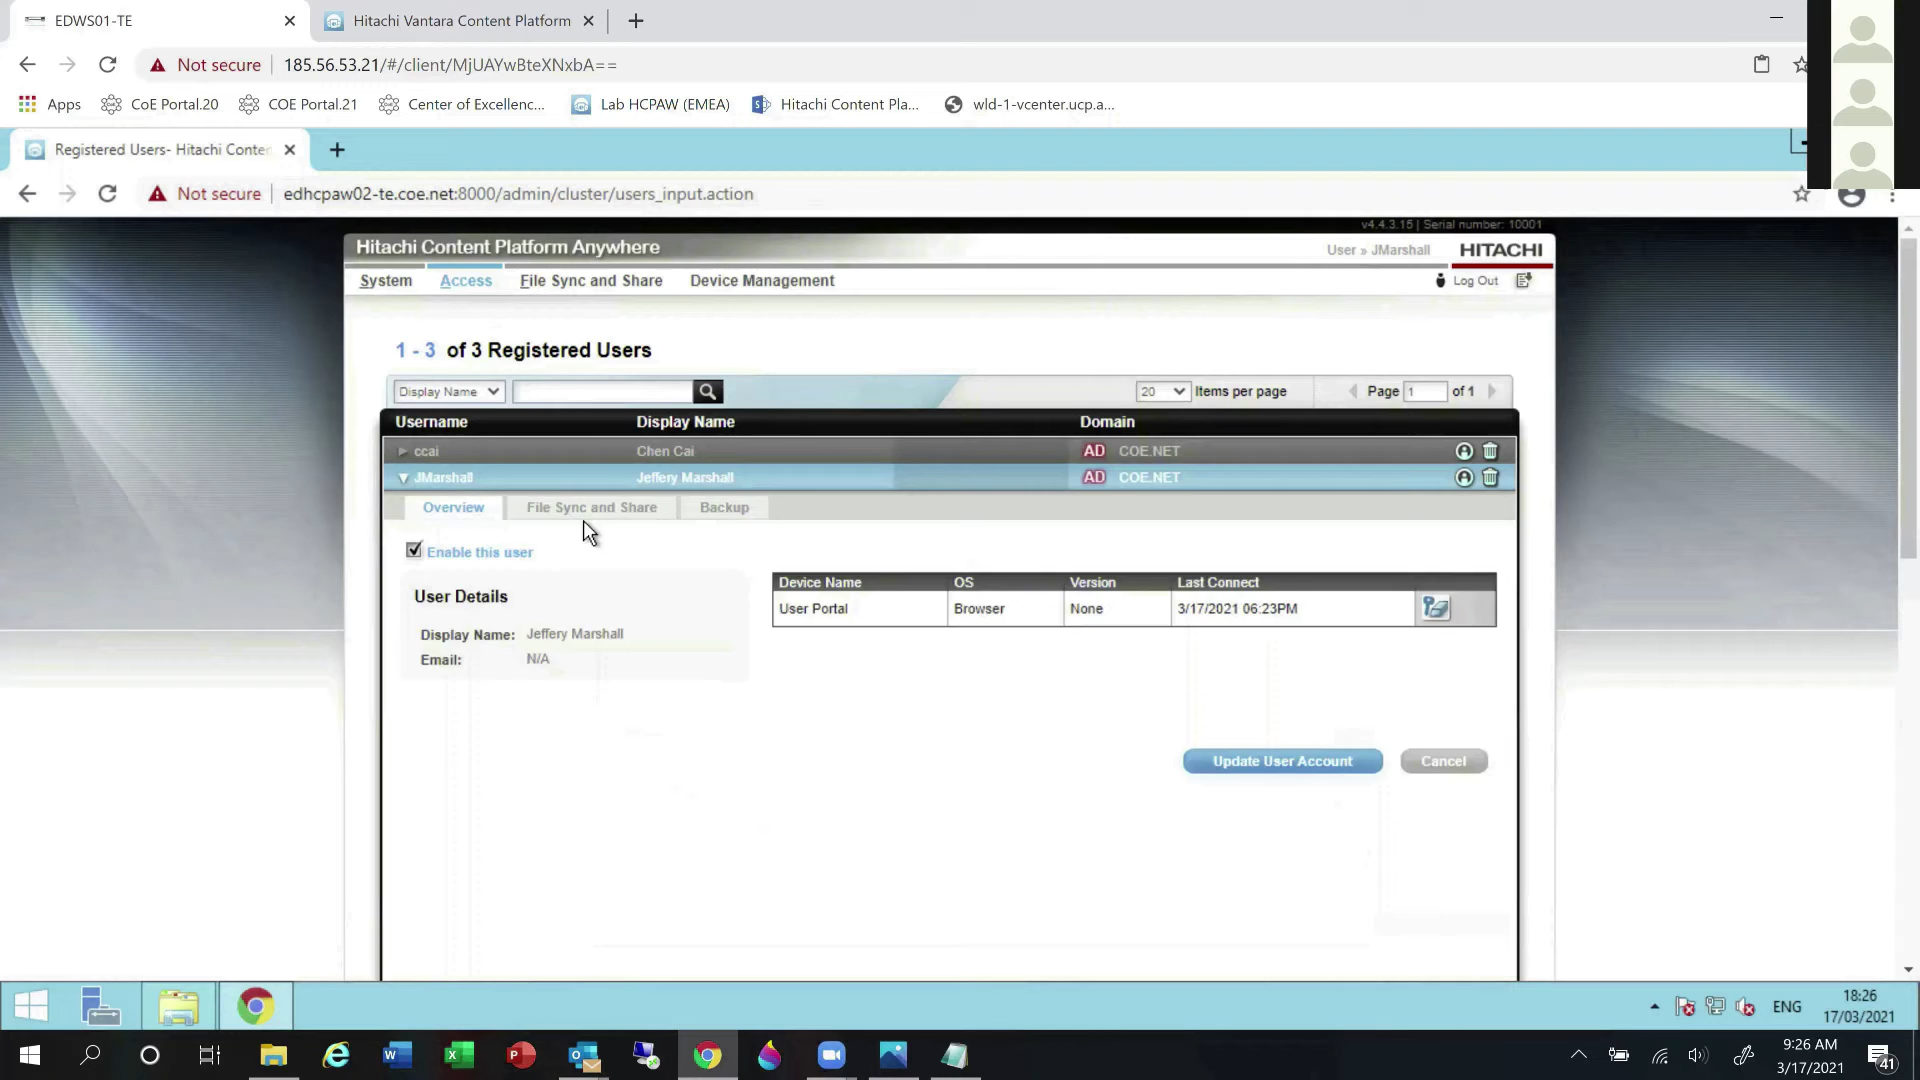 EDWS01-TE
Hitachi Vantara Content Platform
Not secure
185.56.53.21/#/client/MjUAYwBteXNxbA==
Apps
CoE Portal.20
COE Portal.21
Center of Excellenc...
Lab HCPAW (EMEA)
Hitachi Content Pla...
wld-1-vcenter.ucp.a...
Registered Users- Hitachi Conten
Not secure
edhcpaw02-te.coe.net:8000/admin/cluster/users_input.action
v4.4.3.15 | Serial number: 10001
Hitachi Content Platform Anywhere
User » JMarshall
HITACHI
System
Access
File Sync and Share
Device Management
Log Out
1 - 3 of 3 Registered Users
Display Name
20
Items per page
Page
1
of 1
Username
Display Name
Domain
ccai
Chen Cai
AD
COE.NET
JMarshall
Jeffery Marshall
AD
COE.NET
Overview
File Sync and Share
Backup
Enable this user
User Details
Display Name:
Jeffery Marshall
Email:
N/A
Device Name
OS
Version
Last Connect
User Portal
Browser
None
3/17/2021 06:23PM
Update User Account
Cancel
ENG
18:26
17/03/2021
9:26 AM
3/17/2021
41